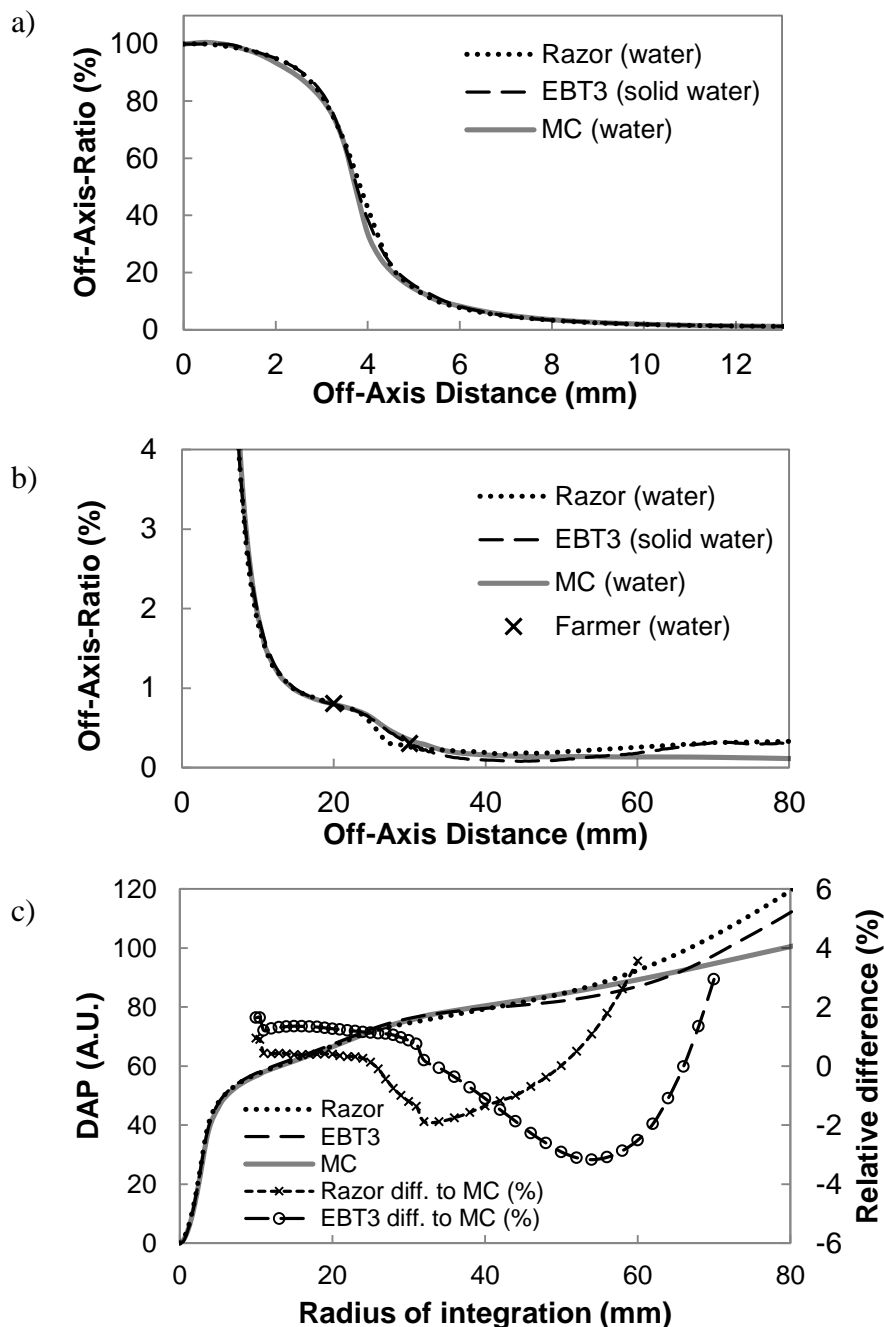 a)
Off-Axis-Ratio (%)
100
80
60
40
20
0
Razor (water)
EBT3 (solid water)
MC (water)
0 2 4 6 8 10 12
Off-Axis Distance (mm)
b)
Off-Axis-Ratio (%)
4
3
2
1
0
Razor (water)
EBT3 (solid water)
MC (water)
Farmer (water)
0 20 40 60 80
Off-Axis Distance (mm)
c)
DAP (A.U.)
120
100
80
60
40
20
0
Razor
EBT3
MC
Razor diff. to MC (%)
EBT3 diff. to MC (%)
6
4
2
0
-2
-4
-6
Relative difference (%)
0 20 40 60 80
Radius of integration (mm)